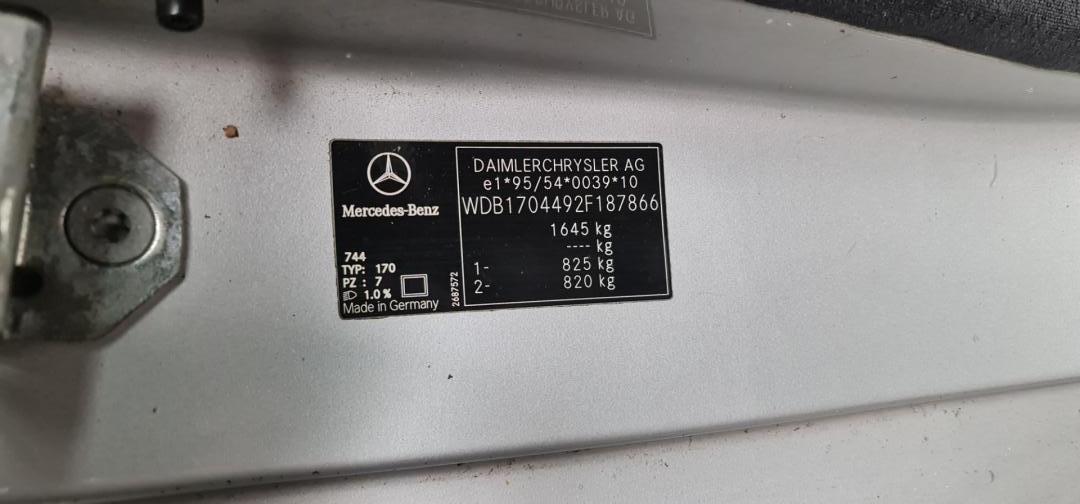 DAIMLERCHRYSLER AG
e1*95/54*0039*10
WDB1704492F187866
1645 kg
---- kg
1- 825 kg
2- 820 kg
Mercedes-Benz
744
TYP: 170
PZ : 7
1.0 %
Made in Germany
2687572